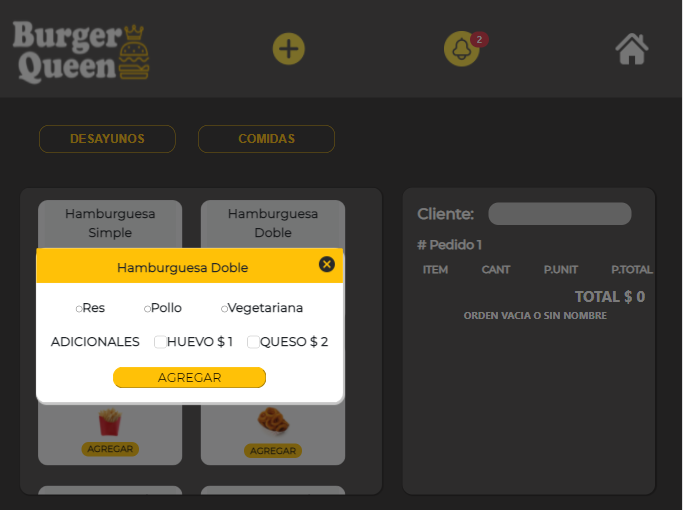 Burger
Queen
2
DESAYUNOS
COMIDAS
Hamburguesa
Simple
Hamburguesa
Doble
Hamburguesa Doble
Res
Pollo
Vegetariana
ADICIONALES
HUEVO $ 1
QUESO $ 2
AGREGAR
AGREGAR
AGREGAR
Cliente:
# Pedido 1
ITEM CANT P.UNIT P.TOTAL
TOTAL $ 0
ORDEN VACIA O SIN NOMBRE